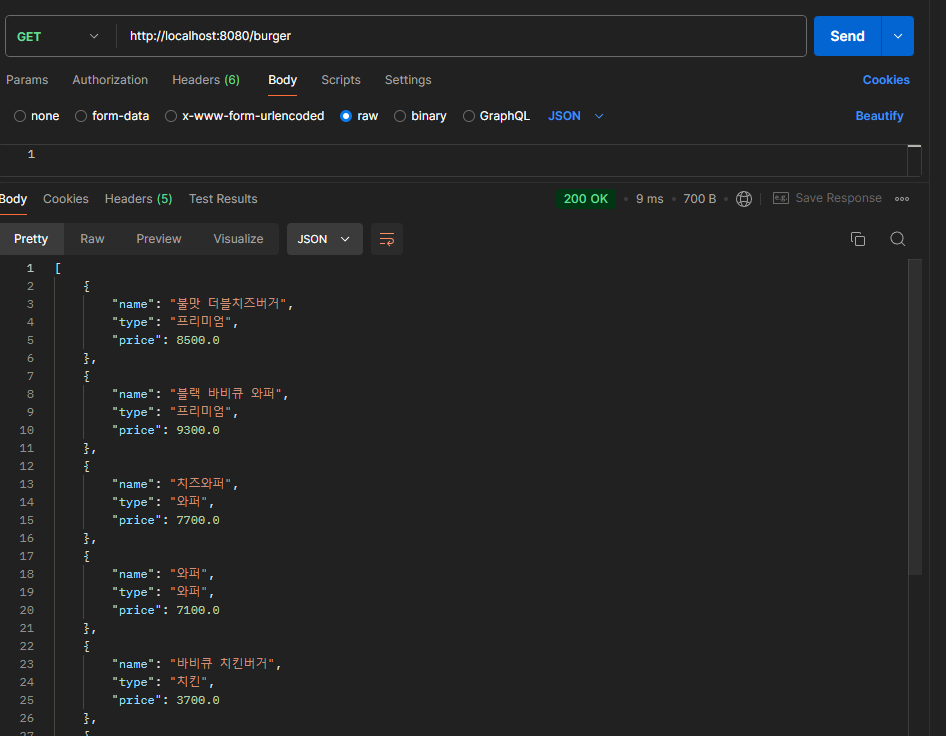 GET http://localhost:8080/burger Send
Params Authorization Headers (6) Body Scripts Settings Cookies
none form-data x-www-form-urlencoded raw binary GraphQL JSON Beautify
1
Body Cookies Headers (5) Test Results 200 OK 9 ms 700 B e.g. Save Response
Pretty Raw Preview Visualize JSON
1 [
2 {
3 "name": "불맛 더블치즈버거",
4 "type": "프리미엄",
5 "price": 8500.0
6 },
7 {
8 "name": "블랙 바비큐 와퍼",
9 "type": "프리미엄",
10 "price": 9300.0
11 },
12 {
13 "name": "치즈와퍼",
14 "type": "와퍼",
15 "price": 7700.0
16 },
17 {
18 "name": "와퍼",
19 "type": "와퍼",
20 "price": 7100.0
21 },
22 {
23 "name": "바비큐 치킨버거",
24 "type": "치킨",
25 "price": 3700.0
26 },
27 {